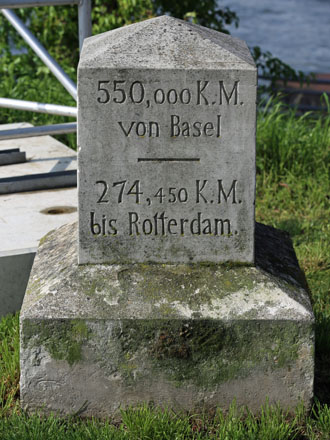 550,000 K.M.
von Basel
274,450 K.M.
bis Rotterdam.